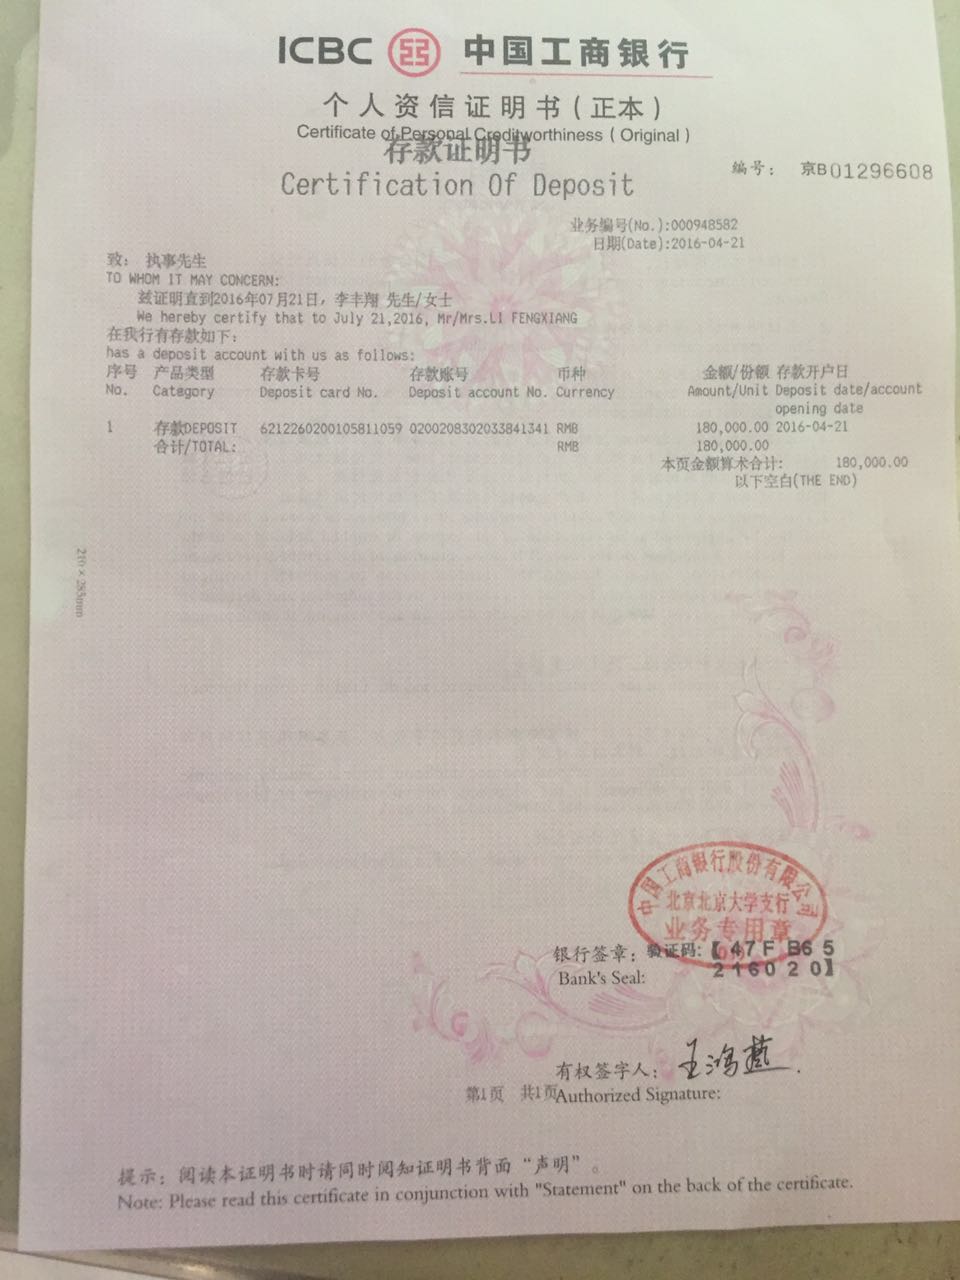 ICBC 中国工商银行
个人资信证明书（正本）
Certificate of Personal Creditworthiness ( Original )
存款证明书
Certification Of Deposit
编号： 京B01296608
业务编号(No.):000948582
日期(Date):2016-04-21
致： 执事先生
TO WHOM IT MAY CONCERN:
兹证明直到2016年07月21日，李丰翔 先生/女士
We hereby certify that to July 21,2016, Mr/Mrs.LI FENGXIANG
在我行有存款如下：
has a deposit account with us as follows:
序号 产品类型 存款卡号 存款账号 币种 金额/份额 存款开户日
No. Category Deposit card No. Deposit account No. Currency Amount/Unit Deposit date/account
opening date
1 存款DEPOSIT 6212260200105811059 0200208302033841341 RMB 180,000.00 2016-04-21
合计/TOTAL: RMB 180,000.00
本页金额算术合计: 180,000.00
以下空白(THE END)
210×285mm
中国工商银行股份有限公司
北京北京大学支行
业务专用章
银行签章：验证码:【 47F B65
Bank's Seal: 216020】
有权签字人：王鸿燕
第1页 共1页
Authorized Signature:
提示：阅读本证明书时请同时阅知证明书背面“声明”。
Note: Please read this certificate in conjunction with "Statement" on the back of the certificate.